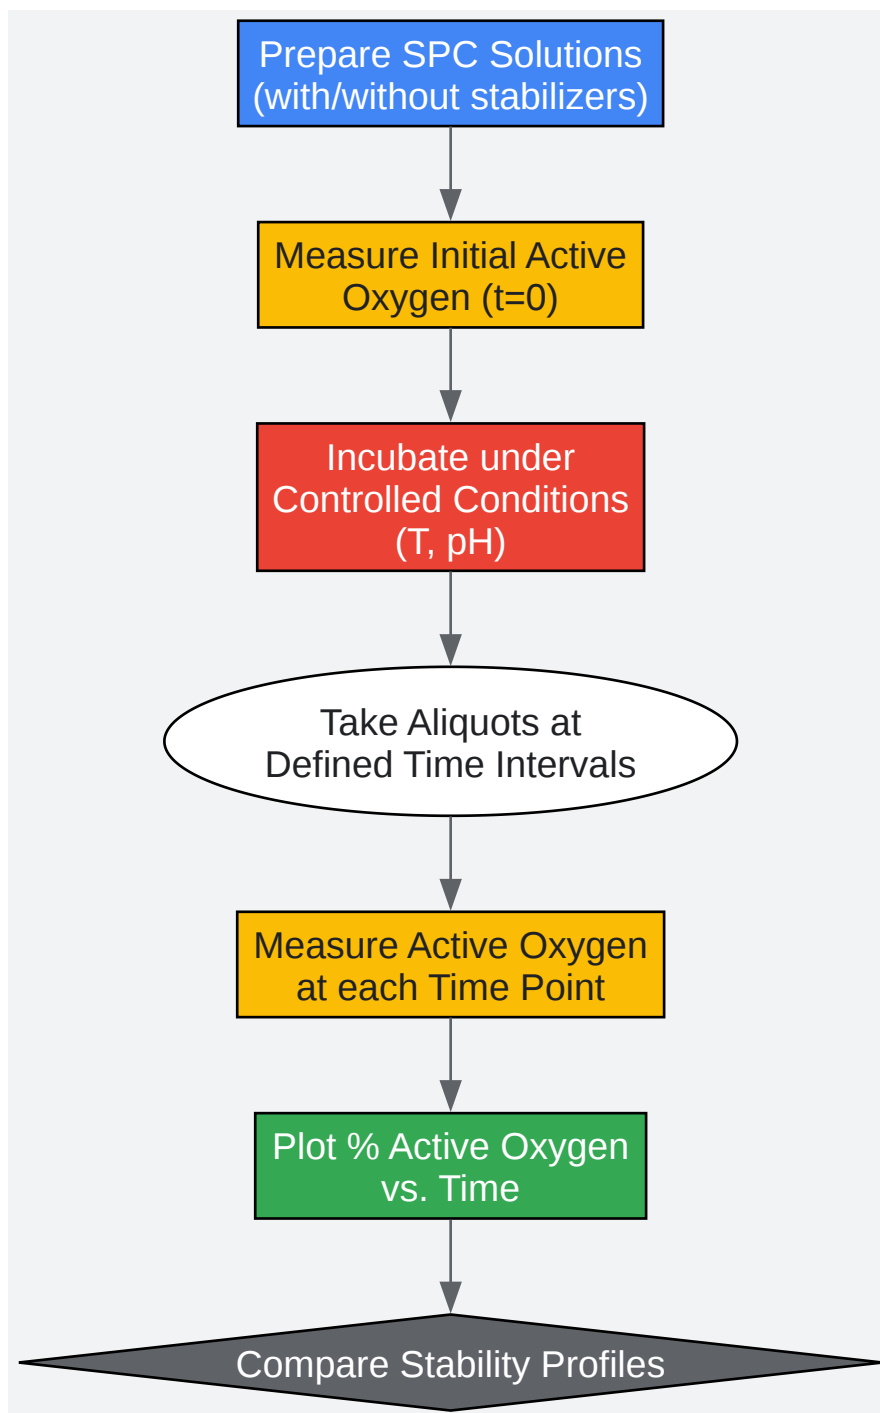 Prepare SPC Solutions
(with/without stabilizers)
Measure Initial Active
Oxygen (t=0)
Incubate under
Controlled Conditions
(T, pH)
Take Aliquots at
Defined Time Intervals
Measure Active Oxygen
at each Time Point
Plot % Active Oxygen
vs. Time
Compare Stability Profiles